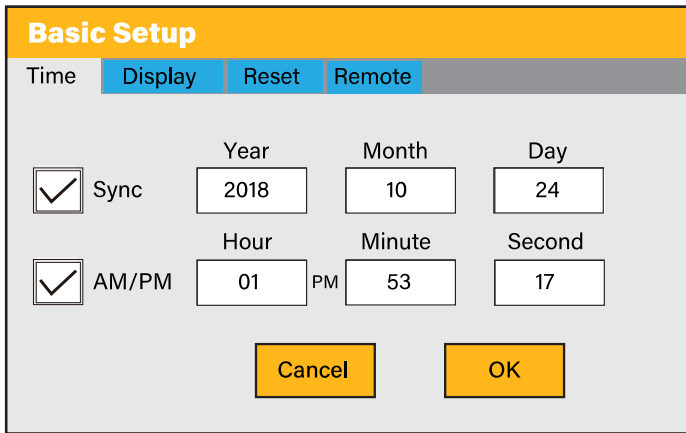 Basic Setup
Time Display Reset Remote
Year Month Day
Sync 2018 10 24
Hour Minute Second
AM/PM 01 PM 53 17
Cancel OK